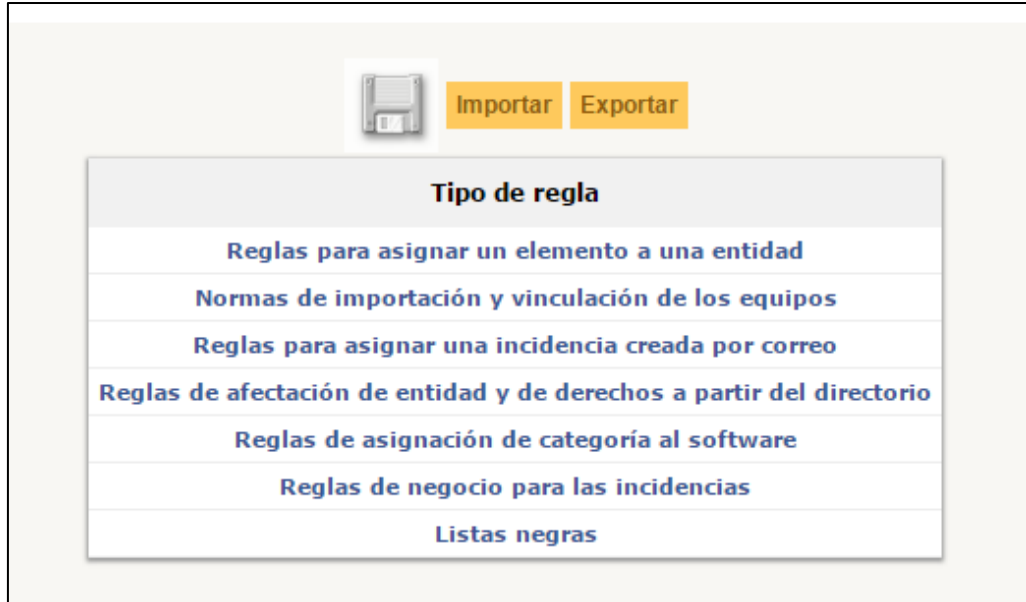 Importar Exportar
Tipo de regla
Reglas para asignar un elemento a una entidad
Normas de importación y vinculación de los equipos
Reglas para asignar una incidencia creada por correo
Reglas de afectación de entidad y de derechos a partir del directorio
Reglas de asignación de categoría al software
Reglas de negocio para las incidencias
Listas negras